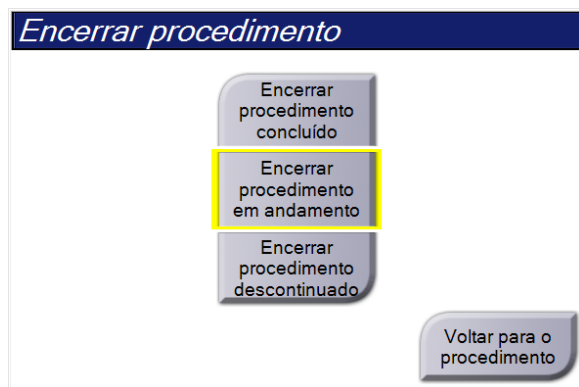 Encerrar procedimento
Encerrar
procedimento
concluído
Encerrar
procedimento
em andamento
Encerrar
procedimento
descontinuado
Voltar para o
procedimento